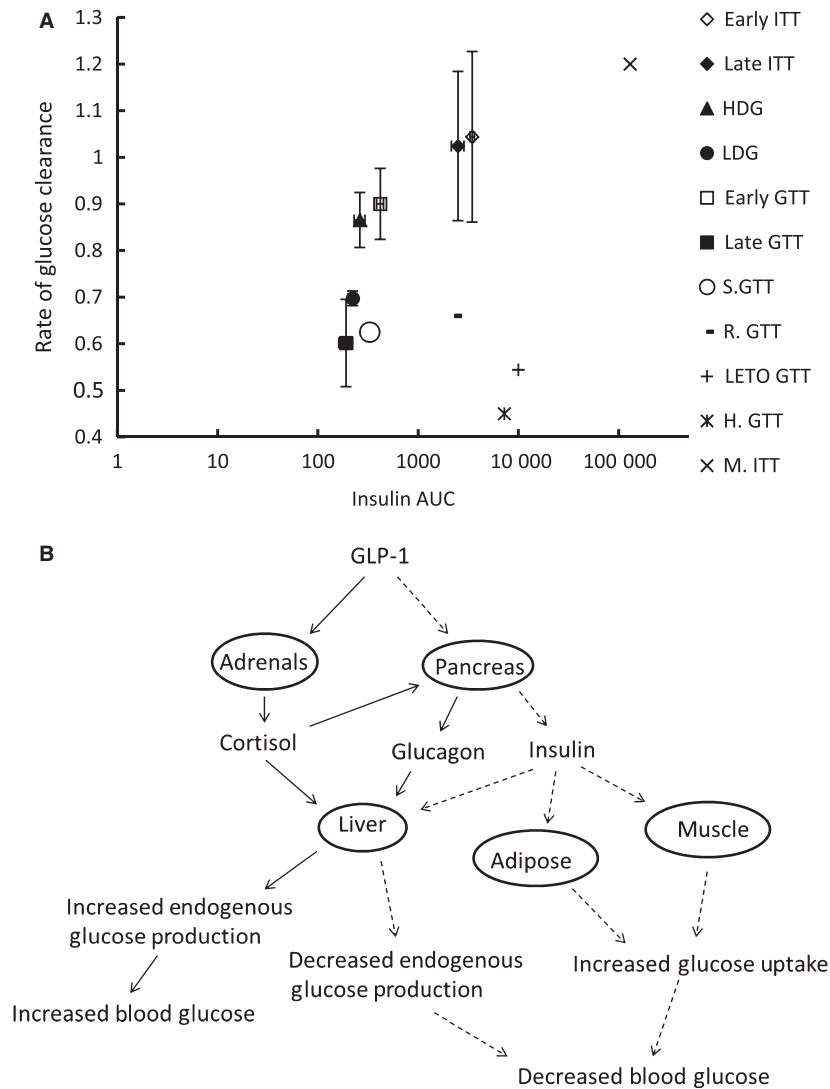 A
1.3
1.2
1.1
1
0.9
0.8
0.7
0.6
0.5
0.4
Rate of glucose clearance
1 10 100 1000 10 000 100 000
Insulin AUC
Early ITT
Late ITT
HDG
LDG
Early GTT
Late GTT
S.GTT
R. GTT
LETO GTT
H. GTT
M. ITT
B
GLP-1
Adrenals
Pancreas
Cortisol
Glucagon
Insulin
Liver
Adipose
Muscle
Increased endogenous
glucose production
Decreased endogenous
glucose production
Increased glucose uptake
Increased blood glucose
Decreased blood glucose